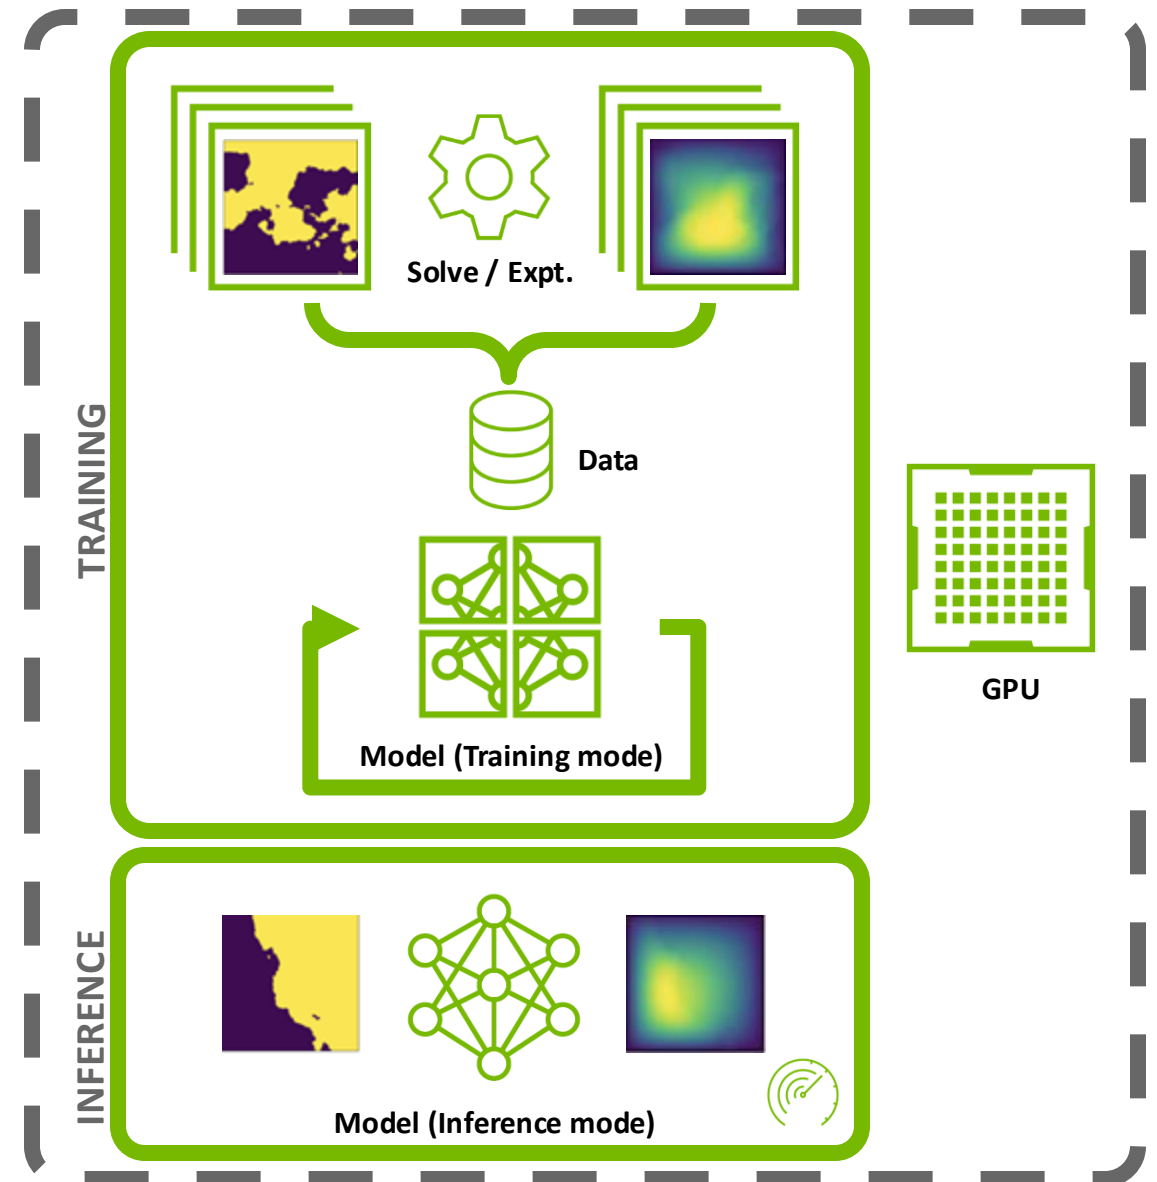 TRAINING
Solve / Expt.
Data
Model (Training mode)
GPU
INFERENCE
Model (Inference mode)